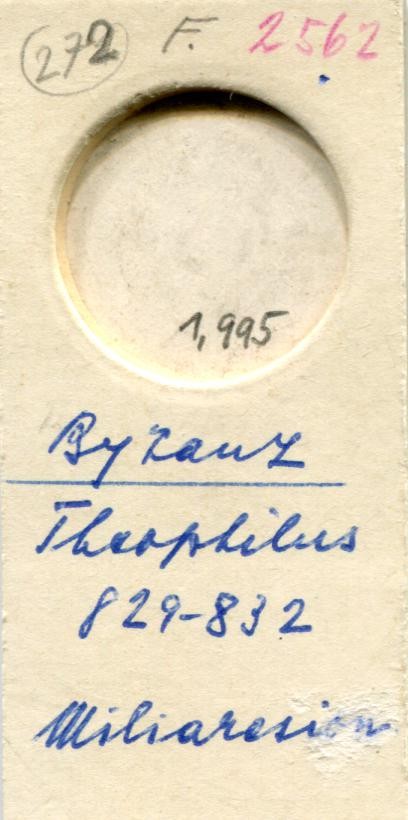 272 F. 2562
1,995
Byzanz
Theophilus
829-832
Miliaresion